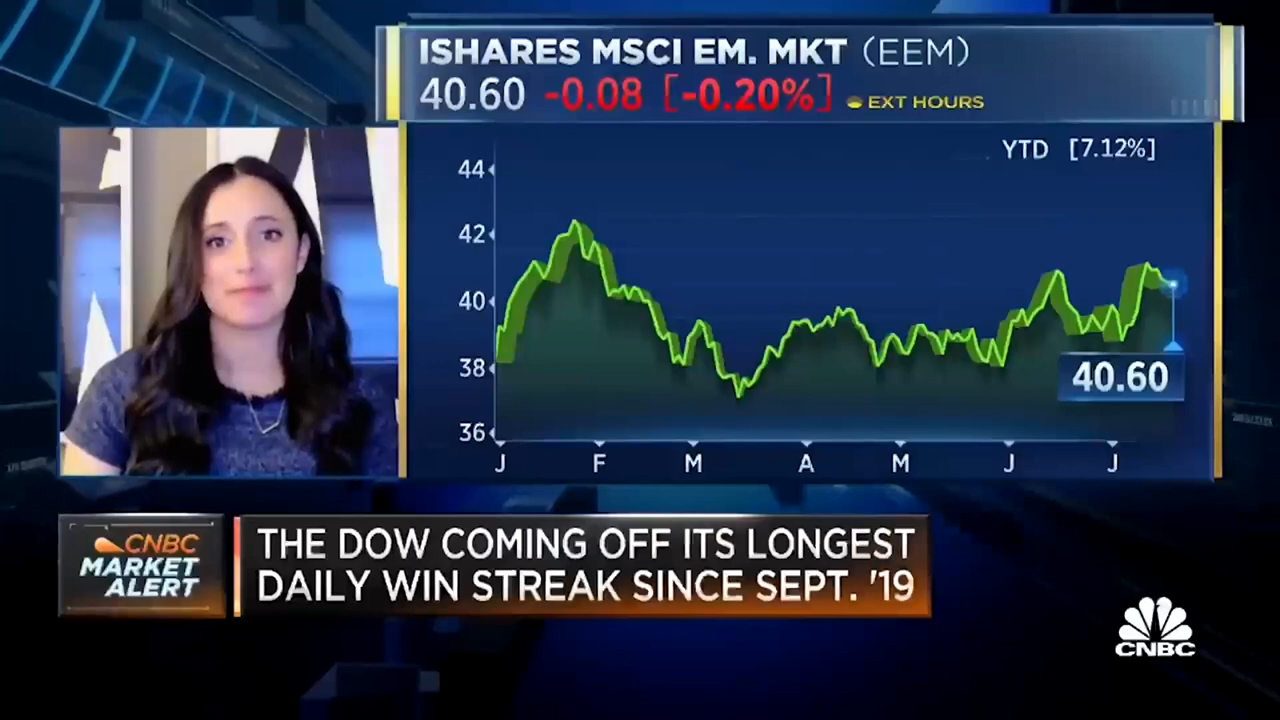 ISHARES MSCI EM. MKT (EEM)
40.60 -0.08 [-0.20%] EXT HOURS
YTD [7.12%]
44
42
40
38
36
40.60
J F M A M J J
CNBC
MARKET
ALERT
THE DOW COMING OFF ITS LONGEST
DAILY WIN STREAK SINCE SEPT. '19
CNBC